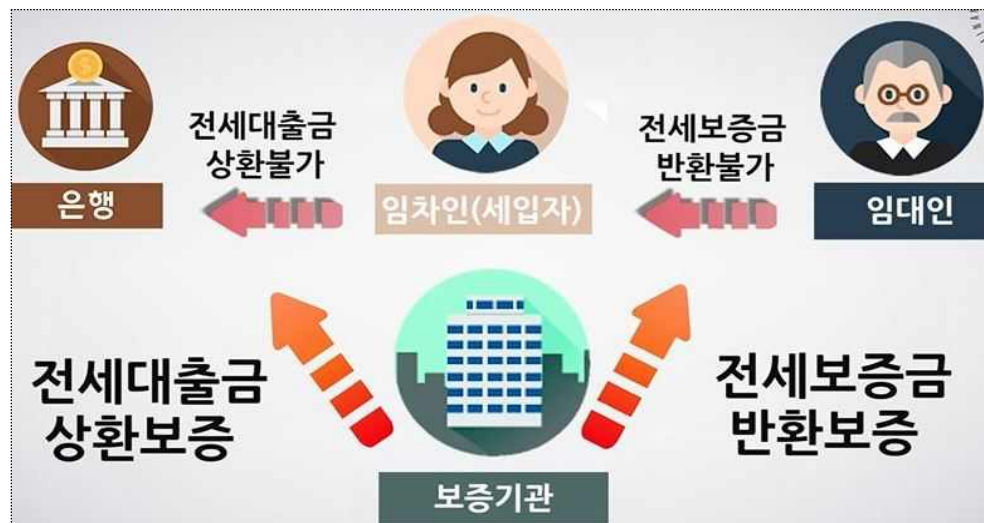 전세대출금
상환불가
전세보증금
반환불가
은행
임차인(세입자)
임대인
전세대출금
상환보증
전세보증금
반환보증
보증기관